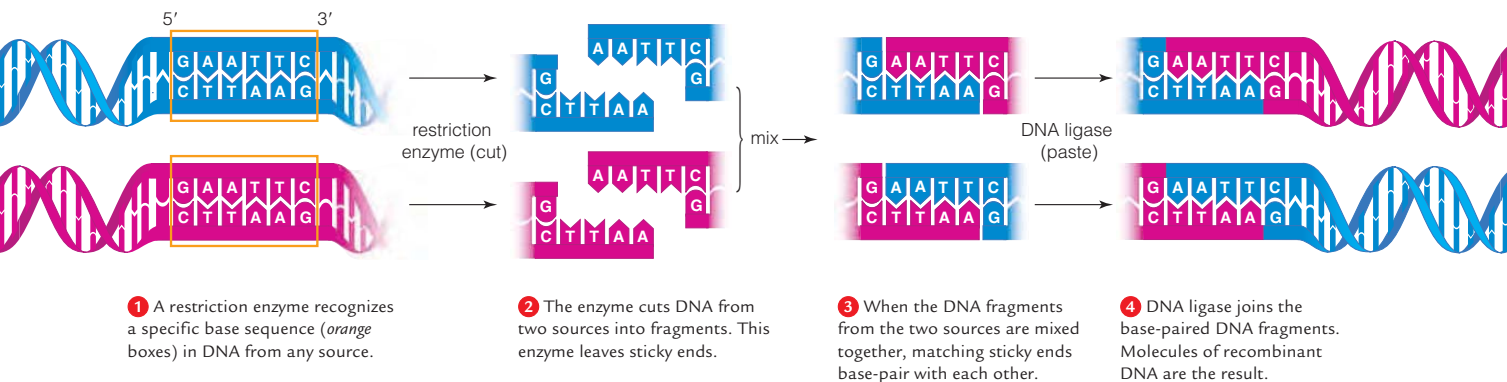 5′ 3′
G A A T T C
C T T A A G
G A A T T C
C T T A A G
restriction
enzyme (cut)
A A T T C
G G
C T T A A
A A T T C
G G
C T T A A
mix
G A A T T C
C T T A A G
G A A T T C
C T T A A G
DNA ligase
(paste)
G A A T T C
C T T A A G
G A A T T C
C T T A A G
1 A restriction enzyme recognizes
a specific base sequence (orange
boxes) in DNA from any source.
2 The enzyme cuts DNA from
two sources into fragments. This
enzyme leaves sticky ends.
3 When the DNA fragments
from the two sources are mixed
together, matching sticky ends
base-pair with each other.
4 DNA ligase joins the
base-paired DNA fragments.
Molecules of recombinant
DNA are the result.